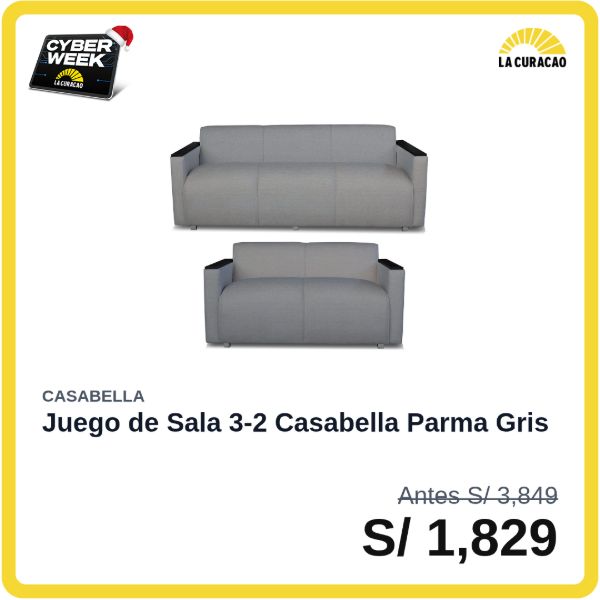 CYBER
WEEK
LA CURACAO
LA CURACAO
CASABELLA
Juego de Sala 3-2 Casabella Parma Gris
Antes S/ 3,849
S/ 1,829